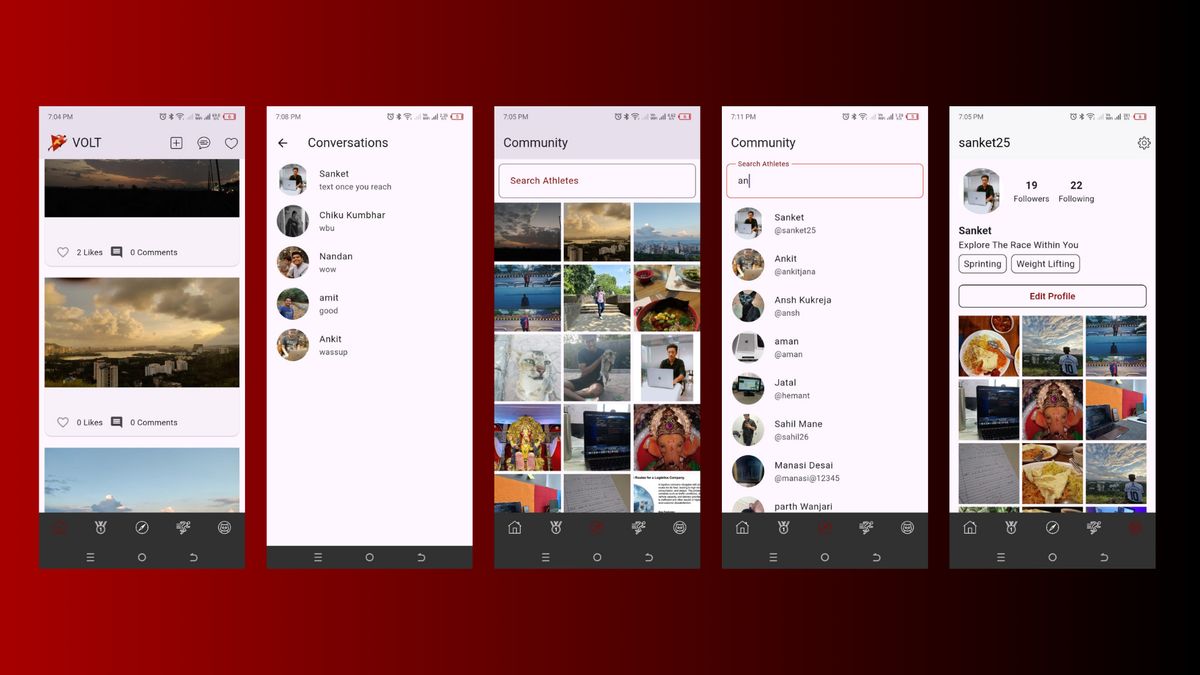 7:04 PM
VOLT
2 Likes
0 Comments
0 Likes
0 Comments
7:08 PM
Conversations
Sanket
text once you reach
Chiku Kumbhar
wbu
Nandan
wow
amit
good
Ankit
wassup
7:05 PM
Community
Search Athletes
7:11 PM
Community
Search Athletes
an
Sanket
@sanket25
Ankit
@ankitjana
Ansh Kukreja
@ansh
aman
@aman
Jatal
@hemant
Sahil Mane
@sahil26
Manasi Desai
@manasi@12345
parth Wanjari
7:05 PM
sanket25
19
22
Followers
Following
Sanket
Explore The Race Within You
Sprinting
Weight Lifting
Edit Profile